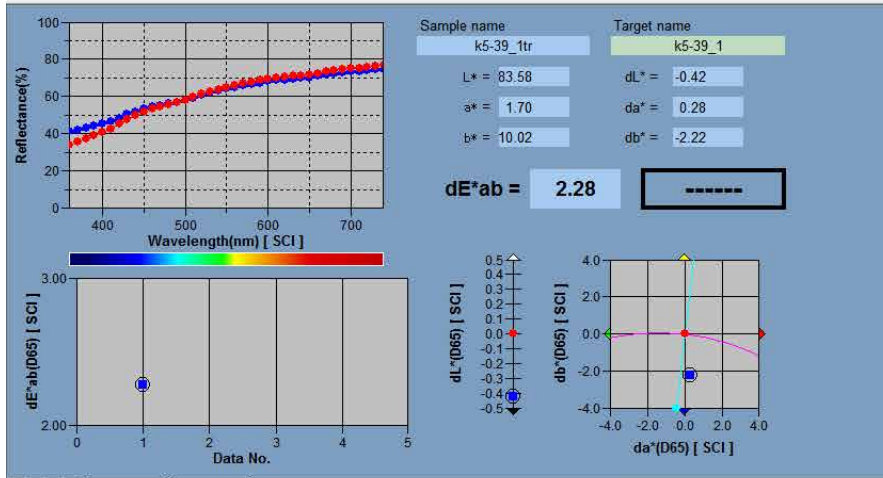 Sample name
Target name
k5-39_1tr
k5-39_1
L* = 83.58
dL* = -0.42
a* = 1.70
da* = 0.28
b* = 10.02
db* = -2.22
dE*ab = 2.28
------
Reflectance(%)
100
80
60
40
20
0
400 500 600 700
Wavelength(nm) [ SCI ]
dE*ab(D65) [ SCI ]
3.00
2.00
0 1 2 3 4 5
Data No.
dL*(D65) [ SCI ]
0.5
0.4
0.3
0.2
0.1
0.0
-0.1
-0.2
-0.3
-0.4
-0.5
db*(D65) [ SCI ]
4.0
2.0
0.0
-2.0
-4.0
-4.0 -2.0 0.0 2.0 4.0
da*(D65) [ SCI ]